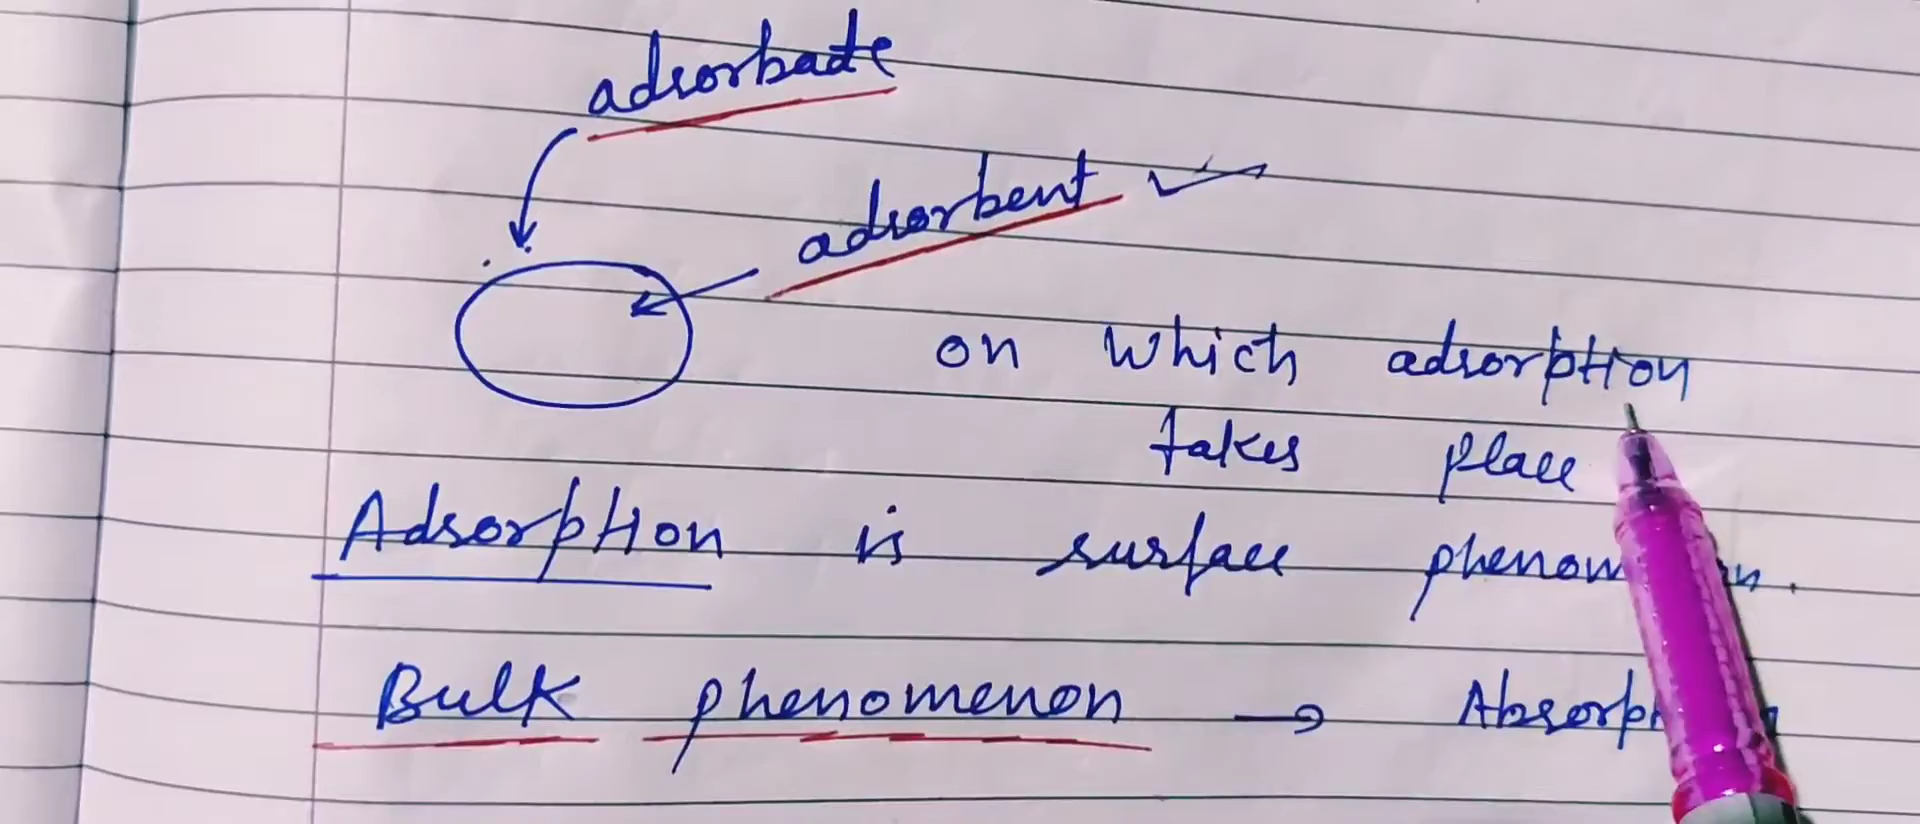 adsorbate
adsorbent
on which adsorption
takes place
Adsorption is surface
Bulk phenomenon →